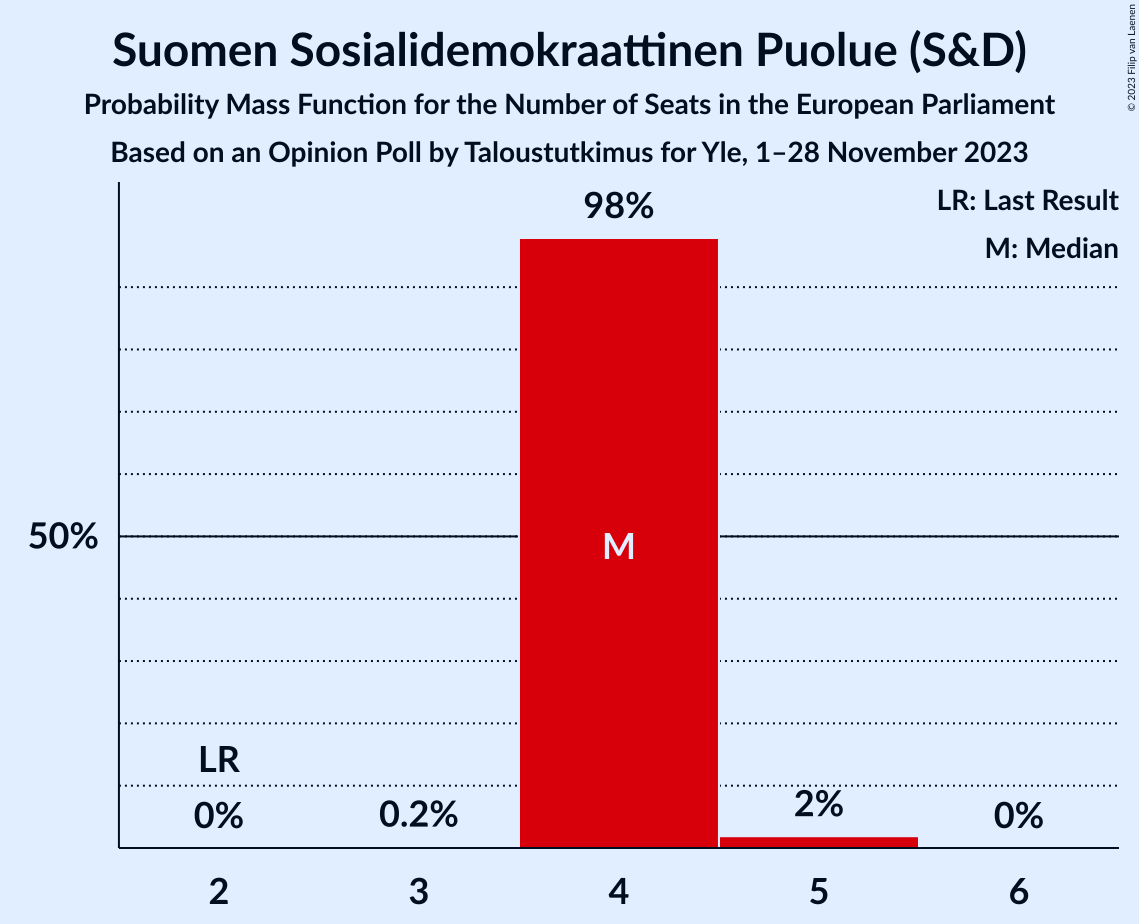 Suomen Sosialidemokraattinen Puolue (S&D)
Probability Mass Function for the Number of Seats in the European Parliament
Based on an Opinion Poll by Taloustutkimus for Yle, 1–28 November 2023
© 2023 Filip van Laenen
LR: Last Result
M: Median
98%
50%
M
LR
0%
0.2%
2%
0%
2
3
4
5
6